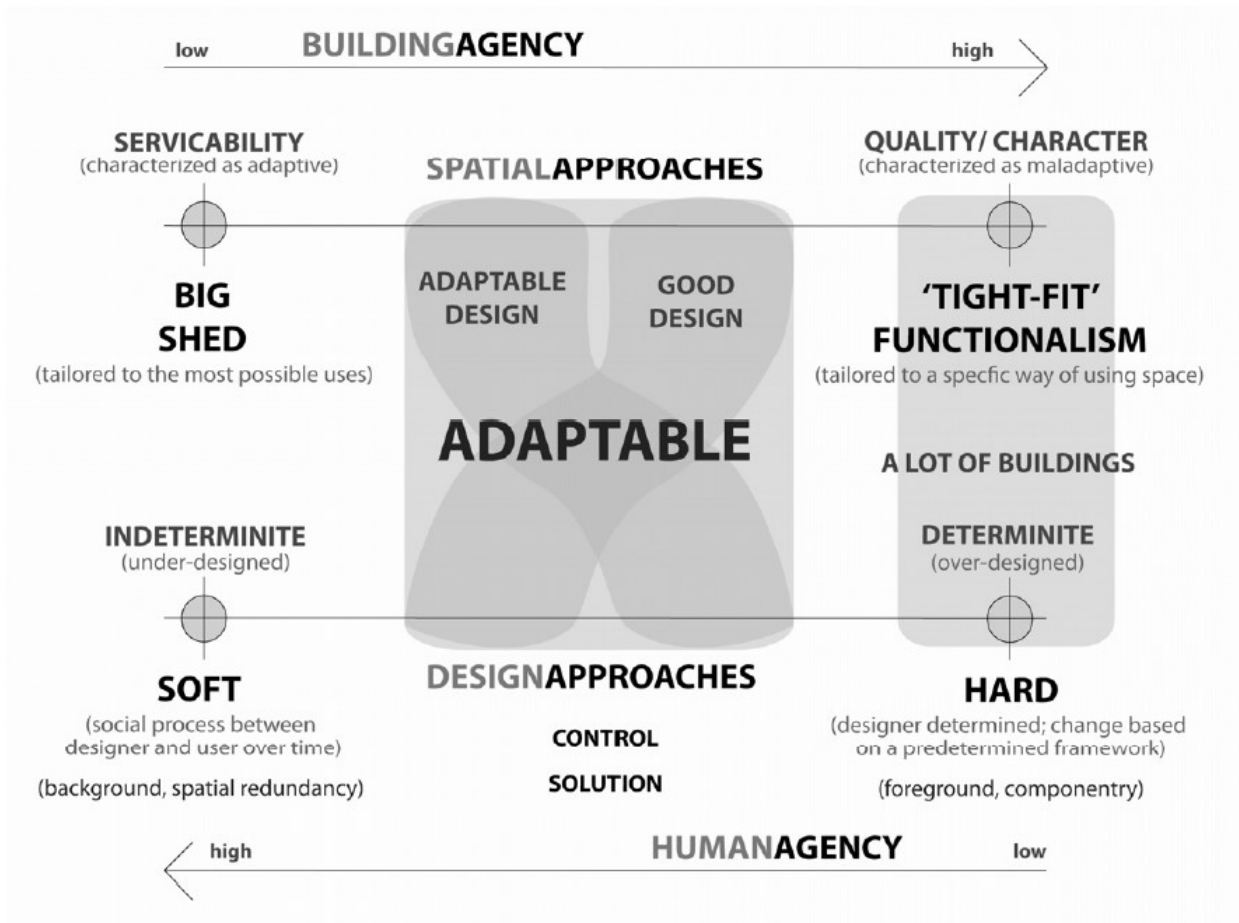 low BUILDINGAGENCY high
SERVICABILITY
(characterized as adaptive)
SPATIALAPPROACHES
QUALITY/ CHARACTER
(characterized as maladaptive)
BIG
SHED
(tailored to the most possible uses)
ADAPTABLE
DESIGN
GOOD
DESIGN
'TIGHT-FIT'
FUNCTIONALISM
(tailored to a specfic way of using space)
ADAPTABLE
A LOT OF BUILDINGS
INDETERMINITE
(under-designed)
DETERMINITE
(over-designed)
DESIGNAPPROACHES
SOFT
(social process between
designer and user over time)
(background, spatial redundancy)
CONTROL
SOLUTION
HARD
(designer determined; change based
on a predetermined framework)
(foreground, componentry)
high HUMANAGENCY low